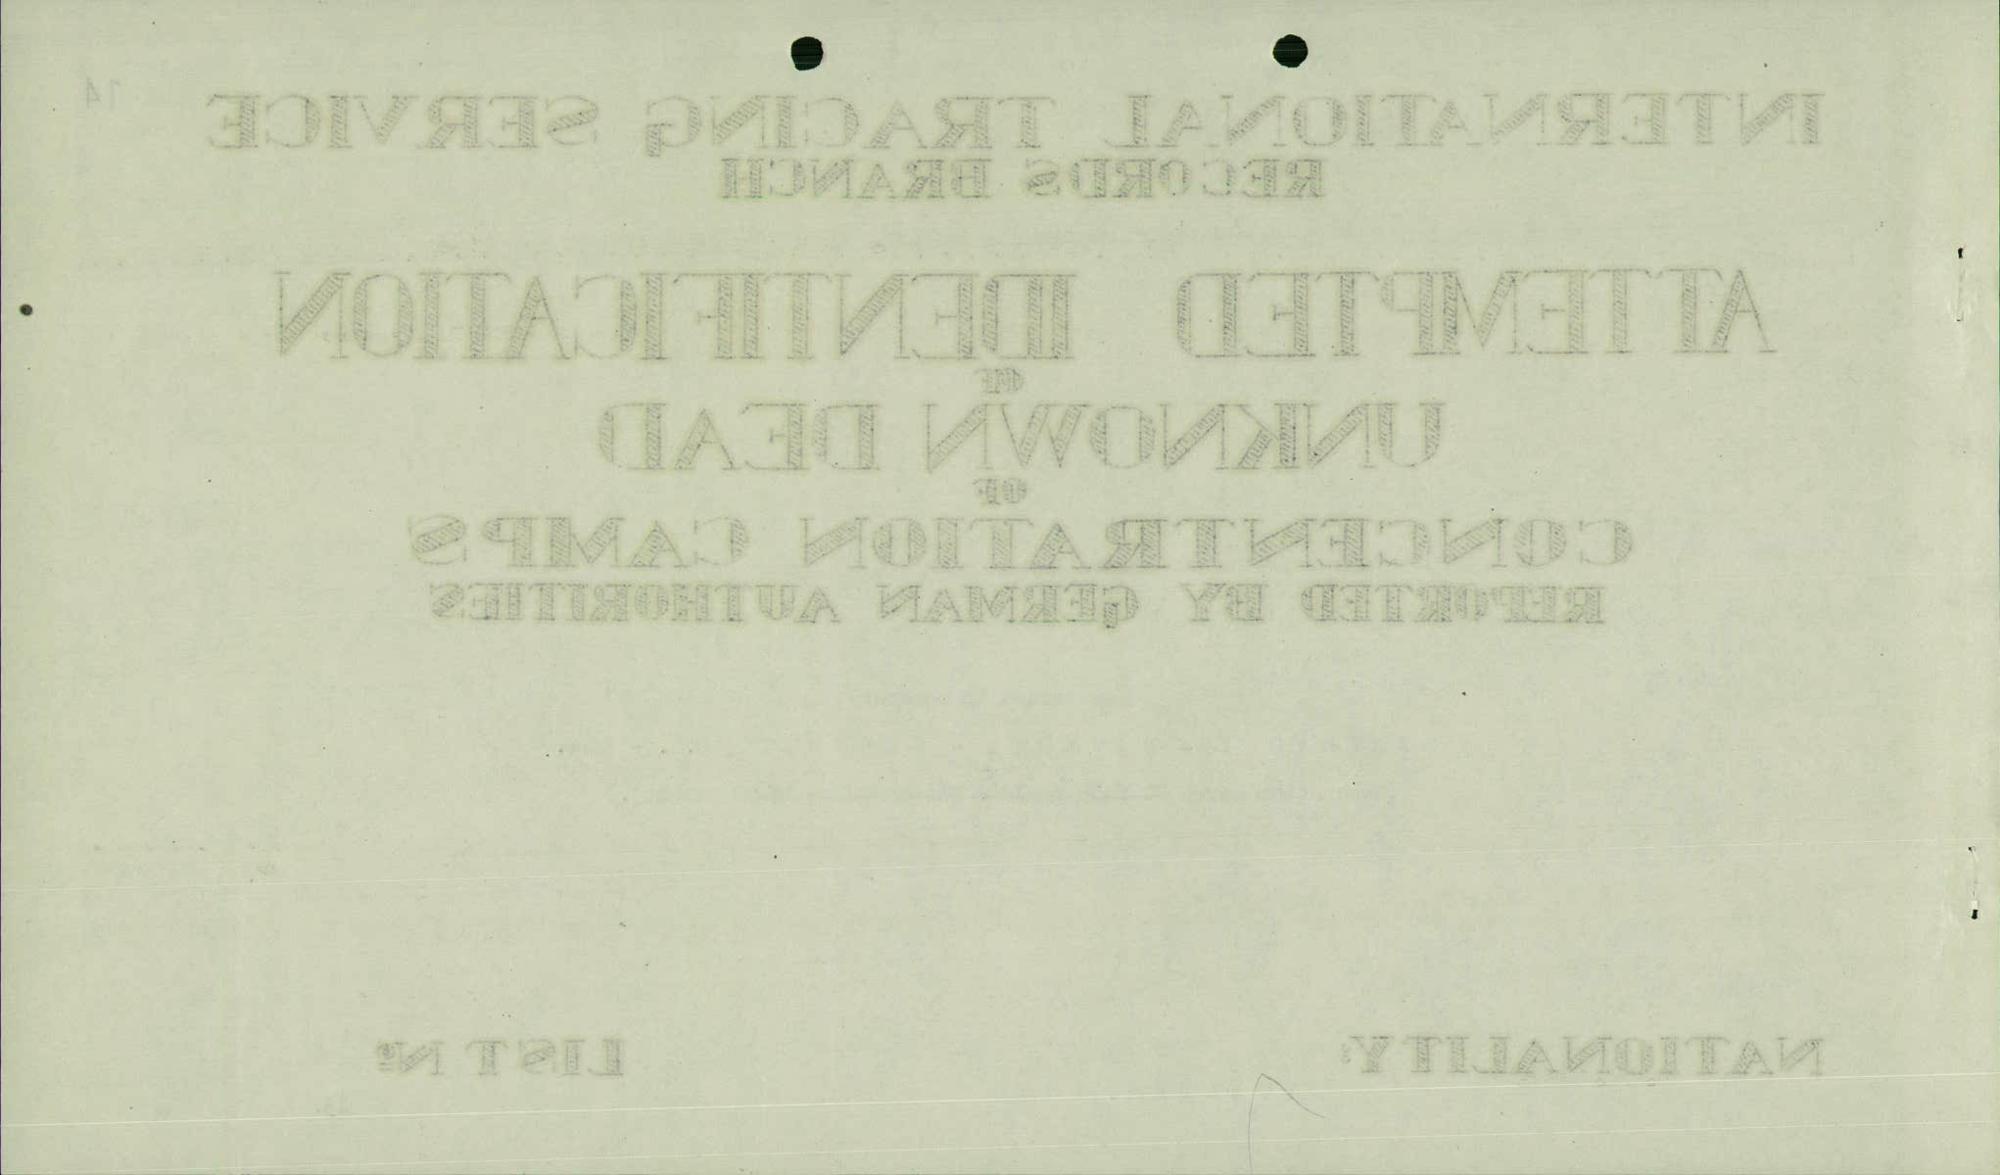 14
INTERNATIONAL TRACING SERVICE
RECORDS BRANCH
ATTEMPTED IDENTIFICATION
OF
UNKNOWN DEAD
OF
CONCENTRATION CAMPS
REPORTED BY GERMAN AUTHORITIES
NATIONALITY: LIST Nº